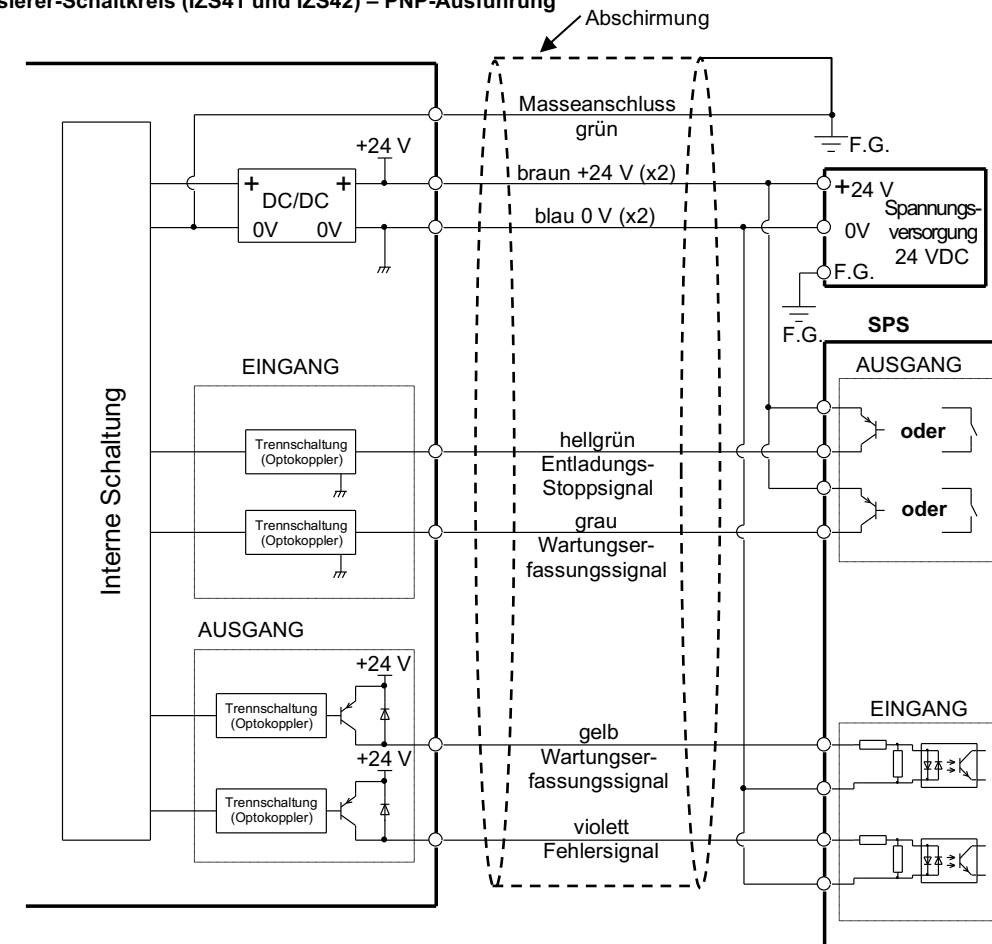 sierer-Schaltkreis (IZS41 und IZS42) – PNP-Ausführung
Abschirmung
Masseanschluss
grün
F.G.
+24 V
braun +24 V (x2)
+ +
DC/DC
0V 0V
blau 0 V (x2)
+24 V
Spannungs-
0V versorgung
24 VDC
F.G.
F.G.
SPS
EINGANG
AUSGANG
Interne Schaltung
Trennschaltung
(Optokoppler)
hellgrün
Entladungs-
Stoppsignal
oder
Trennschaltung
(Optokoppler)
grau
Wartungser-
fassungssignal
oder
AUSGANG
+24 V
Trennschaltung
(Optokoppler)
EINGANG
gelb
Wartungser-
fassungssignal
+24 V
Trennschaltung
(Optokoppler)
violett
Fehlersignal